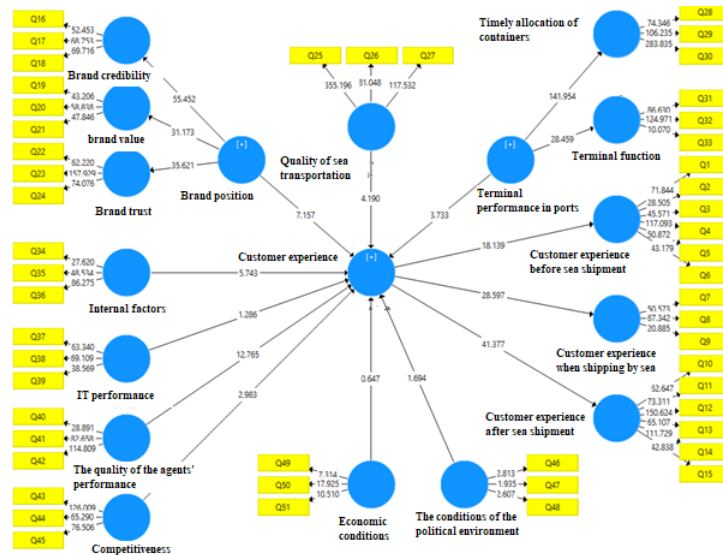 Q16
52.453
Q17
68.753
Q18
69.716
Brand credibility
Q19
43.206
Q20
58.838
Q21
47.846
brand value
Q22
62.220
Q23
157.929
Q24
74.076
Brand trust
55.452
31.173
35.621
[+]
Brand position
7.157
Q25
Q26
Q27
355.196
31.048
117.532
Quality of sea
transportation
4.190
Timely allocation of
containers
Q28
74.346
106.235
Q29
283.835
Q30
141.954
Q31
86.630
124.971
Q32
10.070
Q33
Terminal function
28.459
[+]
Terminal
performance in ports
3.733
Q1
71.844
Q2
28.505
Q3
45.571
117.093
Q4
50.872
Q5
43.179
Q6
Customer experience
before sea shipment
18.139
Customer experience
[+]
Q34
27.620
Q35
48.534
Q36
86.275
Internal factors
5.743
Q7
50.573
67.342
Q8
20.885
Q9
28.597
Customer experience
when shipping by sea
Q37
63.340
Q38
69.109
Q39
38.569
IT performance
1.286
12.765
2.983
41.377
Q10
52.647
Q11
73.311
Q12
150.624
65.107
Q13
111.729
Q14
42.838
Q15
Customer experience
after sea shipment
0.647
1.694
Q40
28.891
Q41
82.658
Q42
114.809
The quality of the agents'
performance
Q43
126.009
Q44
65.290
Q45
76.506
Competitiveness
Q49
7.314
Q50
17.925
Q51
10.510
Economic
conditions
Q46
2.813
1.935
Q47
2.607
Q48
The conditions of the
political environment